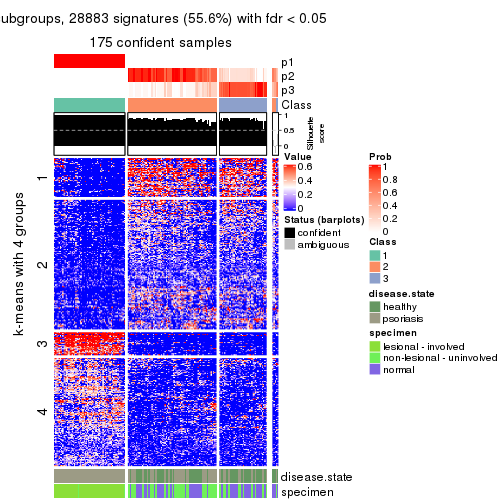 ubgroups, 28883 signatures (55.6%) with fdr < 0.05
175 confident samples
p1
p2
p3
Class
1
0.5
0
Silhouette
score
k-means with 4 groups
1
2
3
4
disease.state
specimen
Value
0.6
0.4
0.2
0
Status (barplots)
confident
ambiguous
Prob
1
0.8
0.6
0.4
0.2
0
Class
1
2
3
disease.state
healthy
psoriasis
specimen
lesional - involved
non-lesional - uninvolved
normal